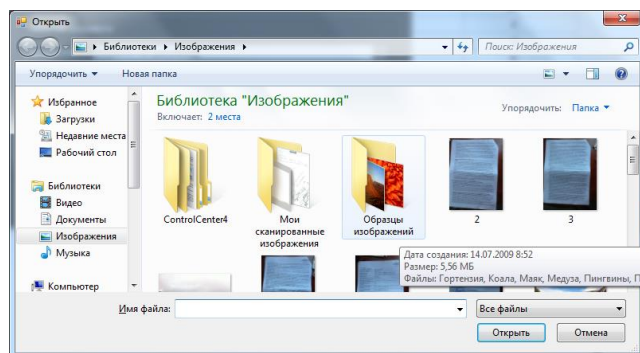 Открыть
Библиотеки ▸ Изображения ▸
Поиск: Изображения
Упорядочить ▼ Новая папка
Избранное
Загрузки
Недавние места
Рабочий стол
Библиотеки
Видео
Документы
Изображения
Музыка
Компьютер
Библиотека "Изображения"
Включает: 2 места
Упорядочить: Папка ▼
ControlCenter4
Мои
сканированные
изображения
Образцы
изображений
2
3
Дата создания: 14.07.2009 8:52
Размер: 5,56 МБ
Файлы: Гортензия, Коала, Маяк, Медуза, Пингвины, П
Имя файла:
Все файлы
Открыть
Отмена